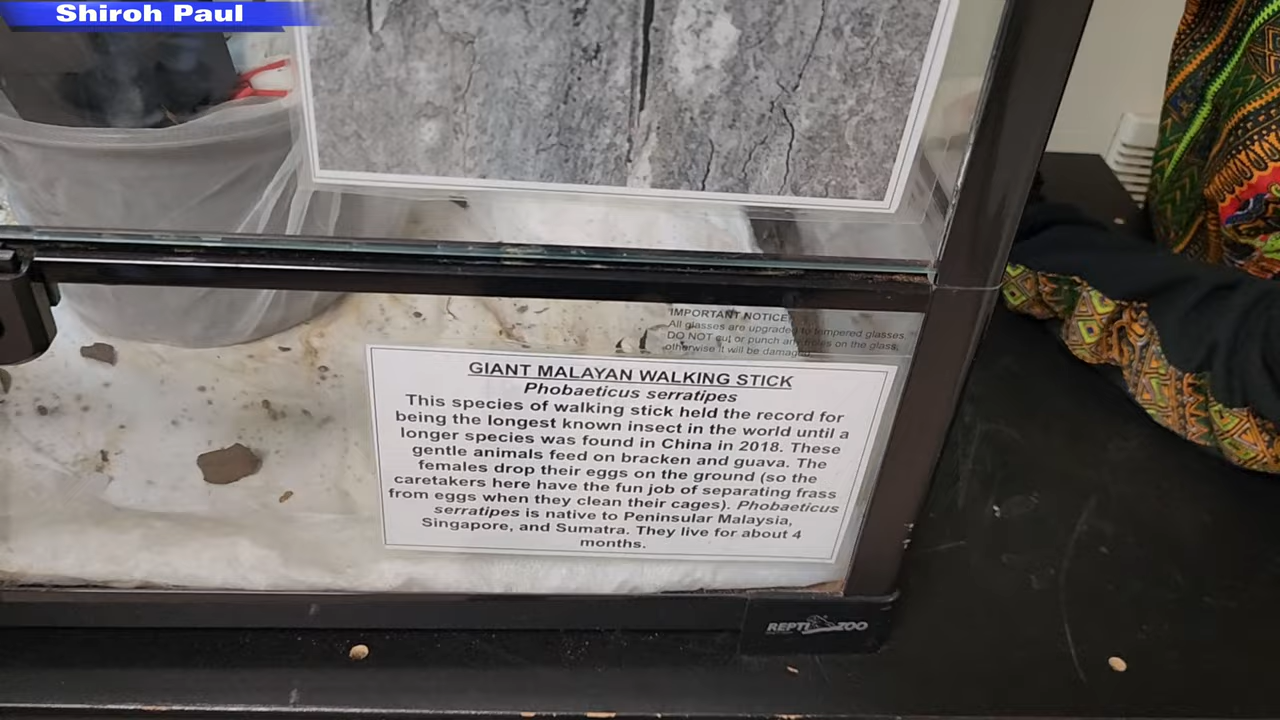 Shiroh Paul
IMPORTANT NOTICE
All glasses are upgraded to tempered glasses.
DO NOT cut or punch any holes on the glass,
otherwise it will be damaged
GIANT MALAYAN WALKING STICK
Phobaeticus serratipes
This species of walking stick held the record for
being the longest known insect in the world until a
longer species was found in China in 2018. These
gentle animals feed on bracken and guava. The
females drop their eggs on the ground (so the
caretakers here have the fun job of separating frass
from eggs when they clean their cages). Phobaeticus
serratipes is native to Peninsular Malaysia,
Singapore, and Sumatra. They live for about 4
months.
REPTI ZOO